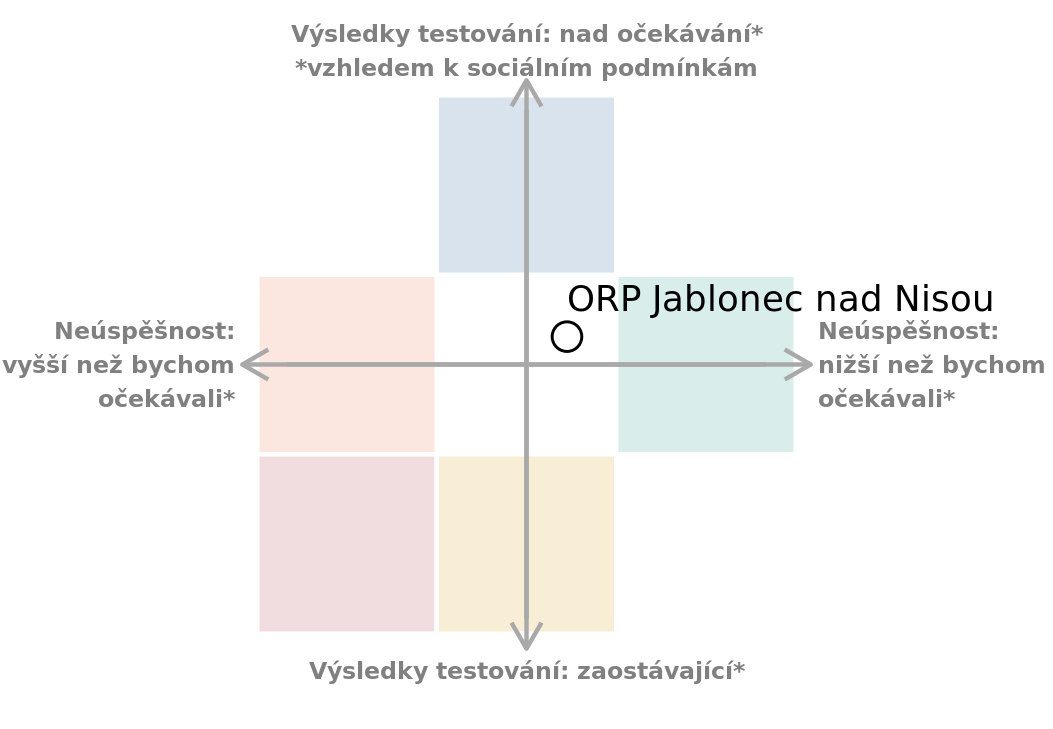 Výsledky testování: nad očekávání*
*vzhledem k sociálním podmínkám
ORP Jablonec nad Nisou
Neúspěšnost:
vyšší než bychom
očekávali*
Neúspěšnost:
nižší než bychom
očekávali*
Výsledky testování: zaostávající*